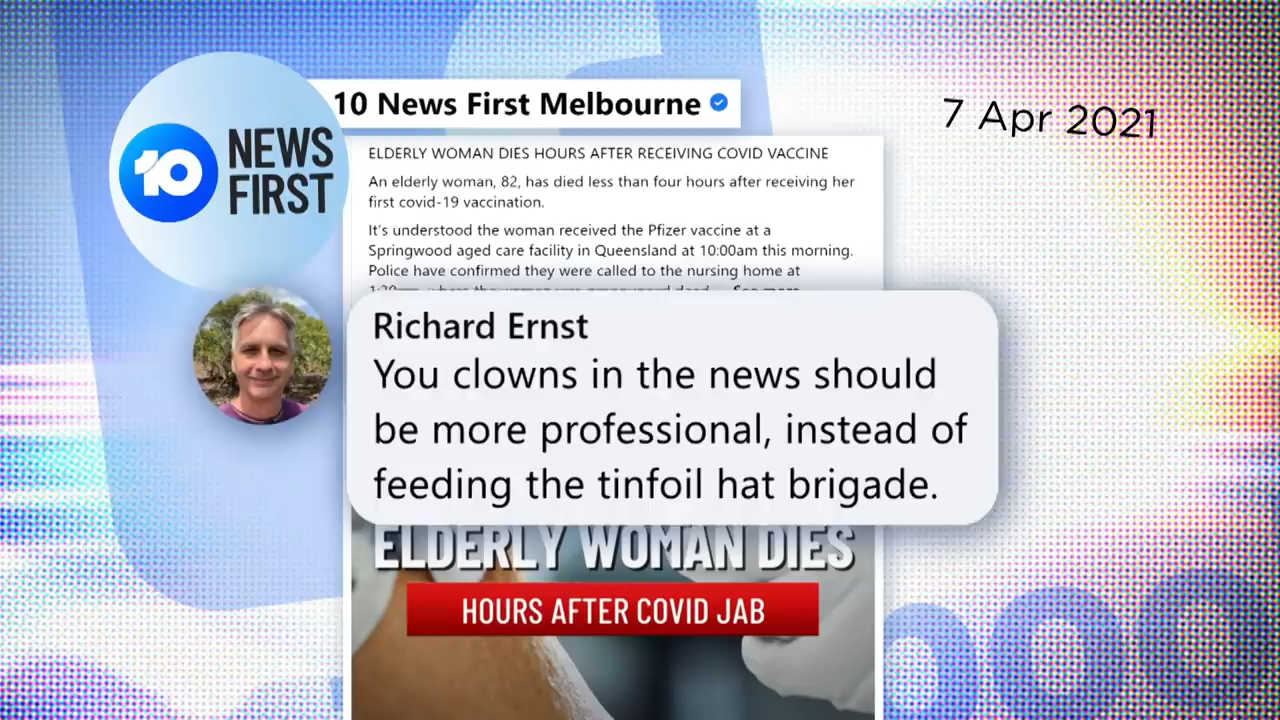 10 News First Melbourne
7 Apr 2021
10 NEWS
FIRST
ELDERLY WOMAN DIES HOURS AFTER RECEIVING COVID VACCINE
An elderly woman, 82, has died less than four hours after receiving her
first covid-19 vaccination.
It's understood the woman received the Pfizer vaccine at a
Springwood aged care facility in Queensland at 10:00am this morning.
Police have confirmed they were called to the nursing home at
Richard Ernst
You clowns in the news should
be more professional, instead of
feeding the tinfoil hat brigade.
ELDERLY WOMAN DIES
HOURS AFTER COVID JAB